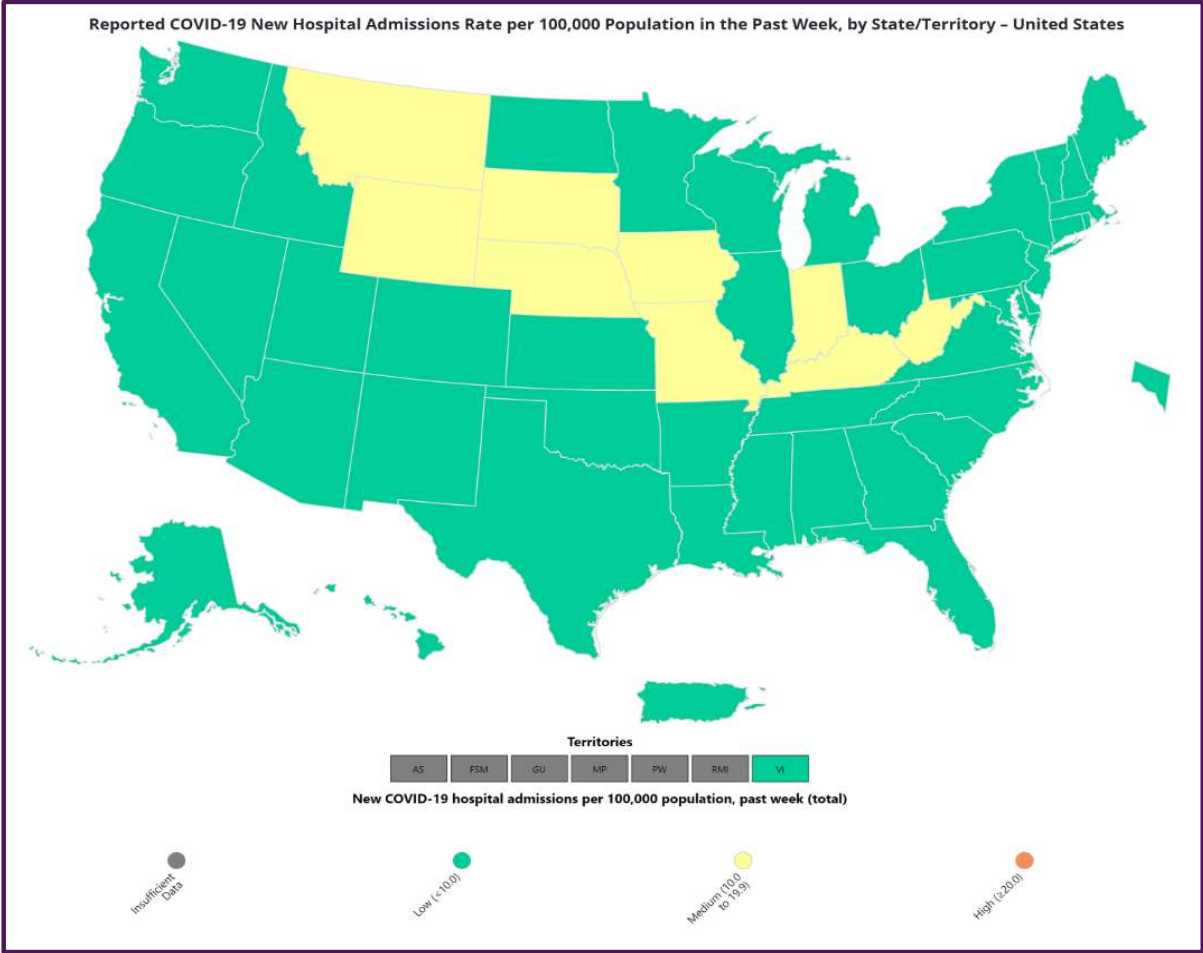 Reported COVID-19 New Hospital Admissions Rate per 100,000 Population in the Past Week, by State/Territory – United States
Territories
AS FSM GU MP PW RMI VI
New COVID-19 hospital admissions per 100,000 population, past week (total)
Insufficient
Data
Low (<10.0)
Medium (10.0
to 19.9)
High (≥20.0)